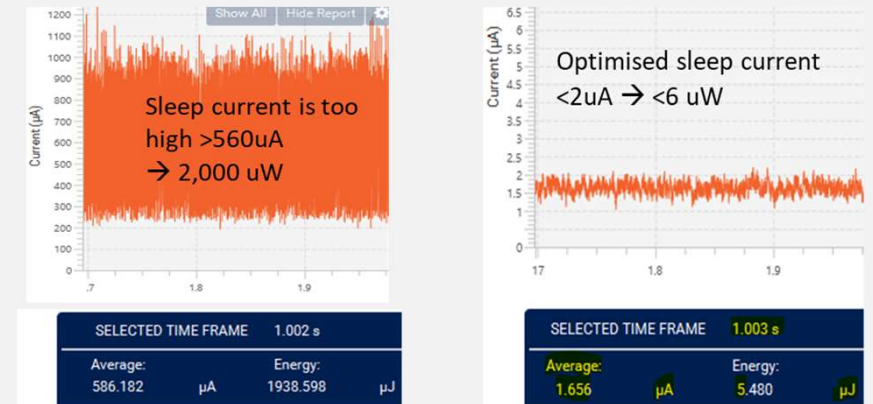 Show All Hide Report
Current (µA)
1200
1100
1000
900
800
700
600
500
400
300
200
100
0
.7 1.8 1.9
Sleep current is too
high >560uA
→ 2,000 uW
SELECTED TIME FRAME 1.002 s
Average: Energy:
586.182 µA 1938.598 µJ
Current (µA)
6.5
6
5.5
5
4.5
4
3.5
3
2.5
2
1.5
1
0
17 1.8 1.9
Optimised sleep current
<2uA → <6 uW
SELECTED TIME FRAME 1.003 s
Average: Energy:
1.656 µA 5.480 µJ